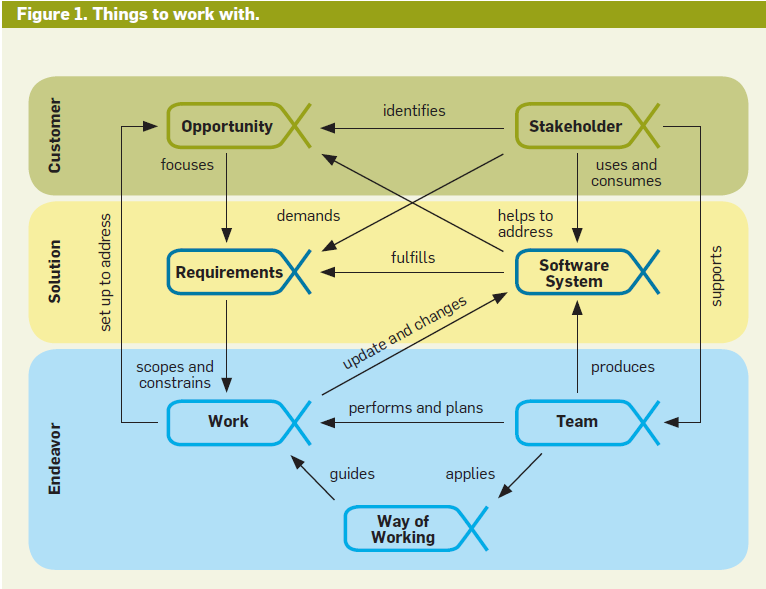 Figure 1. Things to work with.
Customer
Opportunity
identifies
Stakeholder
focuses
uses and
consumes
demands
helps to
address
set up to address
Solution
Requirements
fulfills
Software
System
supports
update and changes
scopes and
constrains
produces
Endeavor
Work
performs and plans
Team
guides
applies
Way of
Working